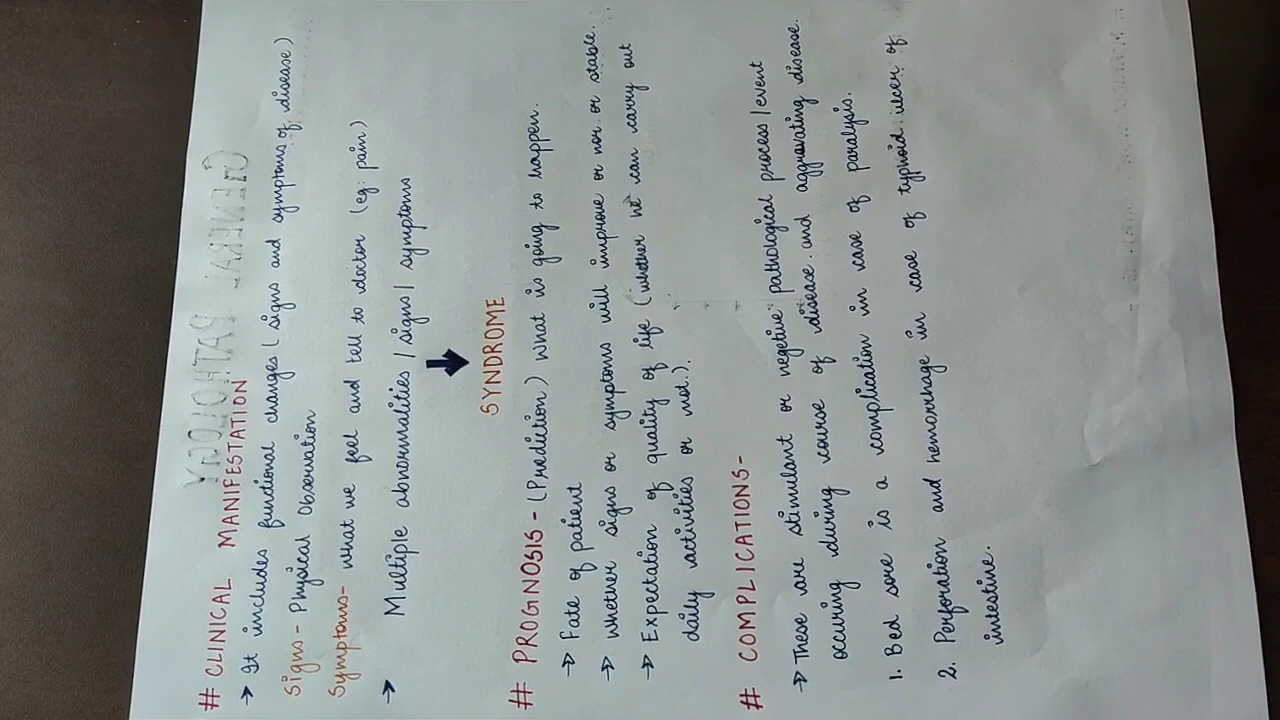 # CLINICAL MANIFESTATION
→ It includes functional changes ( signs and symptoms of disease )
Signs - Physical Observation
Symptoms- what we feel and tell to doctor (eg: pain)
→ Multiple abnormalities / signs / symptoms
SYNDROME
# PROGNOSIS - (Prediction) what is going to happen.
→ Fate of patient
→ whether signs or symptoms will improve or nor or stable.
→ Expectation of quality of life (whether he can carry out
daily activities or not.).
# COMPLICATIONS-
→ These are stimulant or negetive pathological process / event
occuring during course of disease and aggravating disease.
1. Bed sore is a complication in case of paralysis.
2. Perforation and hemorrhage in case of typhoid ulcer of
intestine.
GENERAL PATHOLOGY